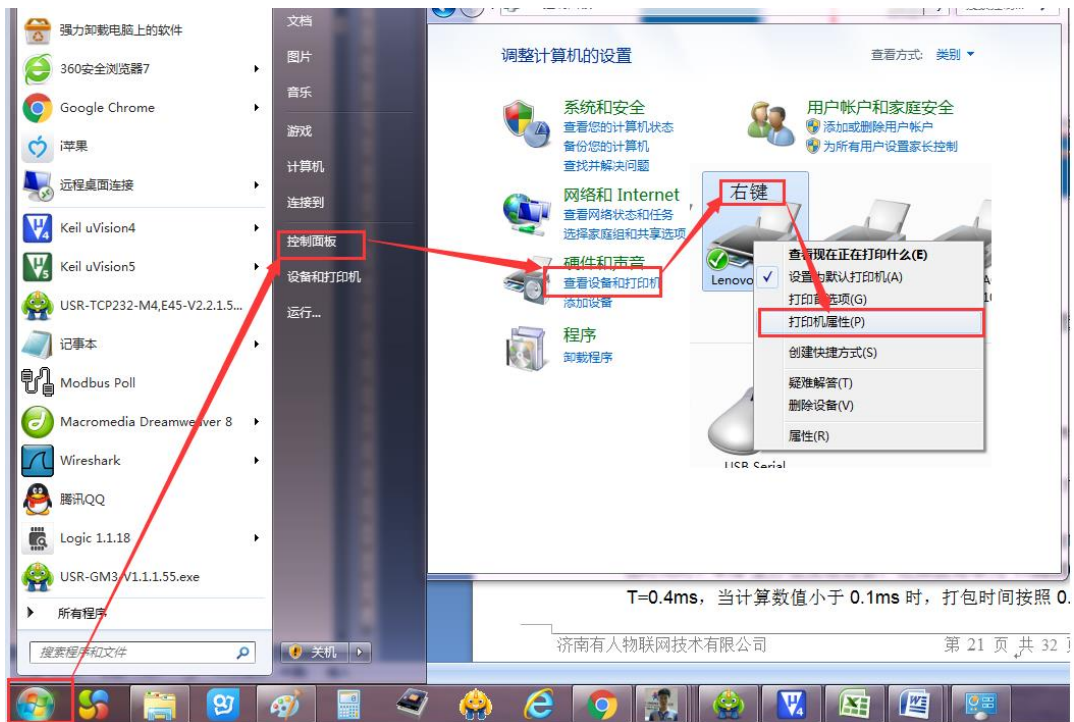 强力卸载电脑上的软件
360安全浏览器7
Google Chrome
i苹果
远程桌面连接
Keil uVision4
Keil uVision5
USR-TCP232-M4,E45-V2.2.1.5...
记事本
Modbus Poll
Macromedia Dreamweaver 8
Wireshark
腾讯QQ
Logic 1.1.18
USR-GM3-V1.1.1.55.exe
所有程序
搜索程序和文件
文档
图片
音乐
游戏
计算机
连接到
控制面板
设备和打印机
运行...
关机
调整计算机的设置
查看方式: 类别
系统和安全
查看您的计算机状态
备份您的计算机
查找并解决问题
网络和 Internet
查看网络状态和任务
选择家庭组和共享选项
硬件和声音
查看设备和打印机
添加设备
程序
卸载程序
用户帐户和家庭安全
添加或删除用户帐户
为所有用户设置家长控制
右键
Lenovo
查看现在正在打印什么(E)
设置为默认打印机(A)
打印首选项(G)
打印机属性(P)
创建快捷方式(S)
疑难解答(T)
删除设备(V)
属性(R)
USB Serial
T=0.4ms，当计算数值小于 0.1ms 时，打包时间按照 0.
济南有人物联网技术有限公司
第 21 页 共 32